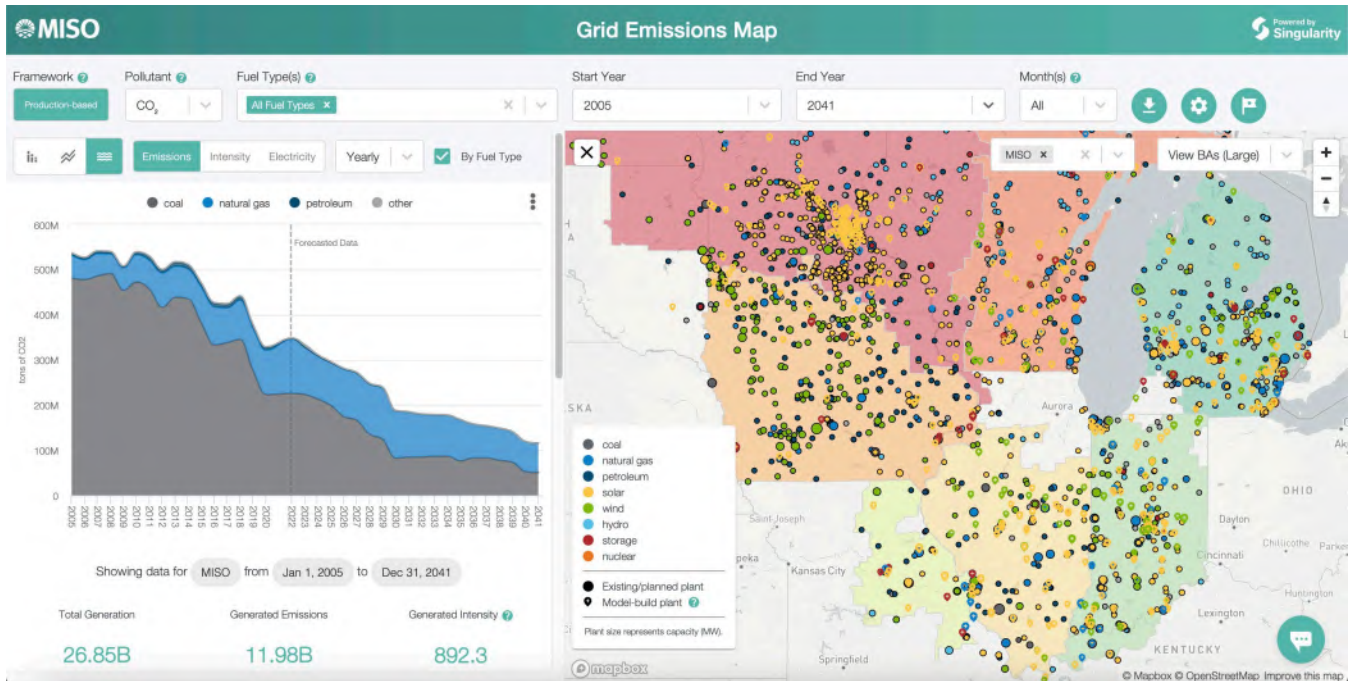 MISO
Grid Emissions Map
Powered by
Singularity
Framework ?
Pollutant ?
Fuel Type(s) ?
Start Year
End Year
Month(s) ?
Production-based
CO₂
All Fuel Types ×
2005
2041
All
Emissions
Intensity
Electricity
Yearly
By Fuel Type
coal
natural gas
petroleum
other
600M
500M
400M
300M
200M
100M
0
tons of CO2
Forecasted Data
2005
2006
2007
2008
2009
2010
2011
2012
2013
2014
2015
2016
2017
2018
2019
2020
2022
2023
2024
2025
2026
2027
2028
2029
2030
2031
2032
2033
2034
2035
2036
2037
2038
2039
2040
2041
Showing data for MISO from Jan 1, 2005 to Dec 31, 2041
Total Generation
Generated Emissions
Generated Intensity ?
26.85B
11.98B
892.3
MISO ×
View BAs (Large)
coal
natural gas
petroleum
solar
wind
hydro
storage
nuclear
Existing/planned plant
Model-build plant ?
Plant size represents capacity (MW).
Aurora
Saint Joseph
Kansas City
Springfield
OHIO
Dayton
Chillicothe
Cincinnati
Huntington
Lexington
KENTUCKY
mapbox
© Mapbox © OpenStreetMap Improve this map